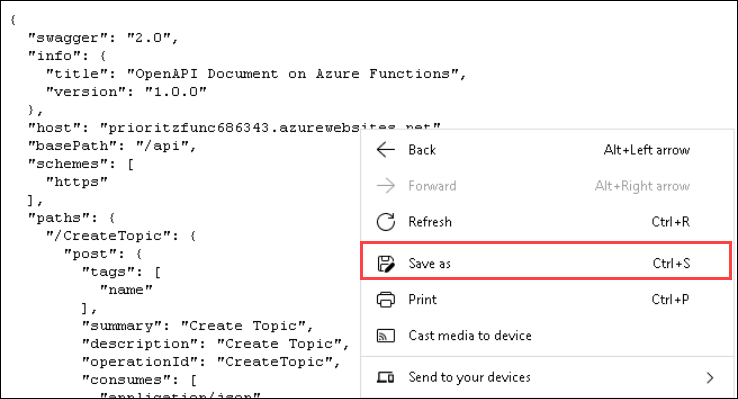 {
  "swagger": "2.0",
  "info": {
    "title": "OpenAPI Document on Azure Functions",
    "version": "1.0.0"
  },
  "host": "prioritzfunc686343.azurewebsites.net"
  "basePath": "/api",
  "schemes": [
    "https"
  ],
  "paths": {
    "/CreateTopic": {
      "post": {
        "tags": [
          "name"
        ],
        "summary": "Create Topic",
        "description": "Create Topic",
        "operationId": "CreateTopic",
        "consumes": [
          "application/json"
Back Alt+Left arrow
Forward Alt+Right arrow
Refresh Ctrl+R
Save as Ctrl+S
Print Ctrl+P
Cast media to device
Send to your devices